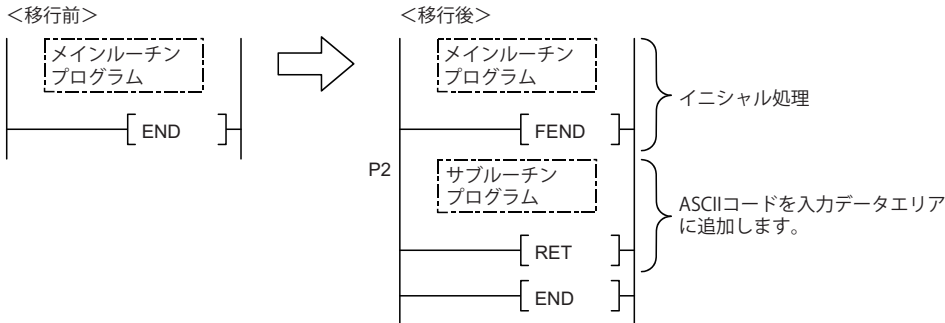 ＜移行前＞
メインルーチン
プログラム
END
＜移行後＞
メインルーチン
プログラム
FEND
イニシャル処理
P2
サブルーチン
プログラム
ASCIIコードを入力データエリア
に追加します。
RET
END